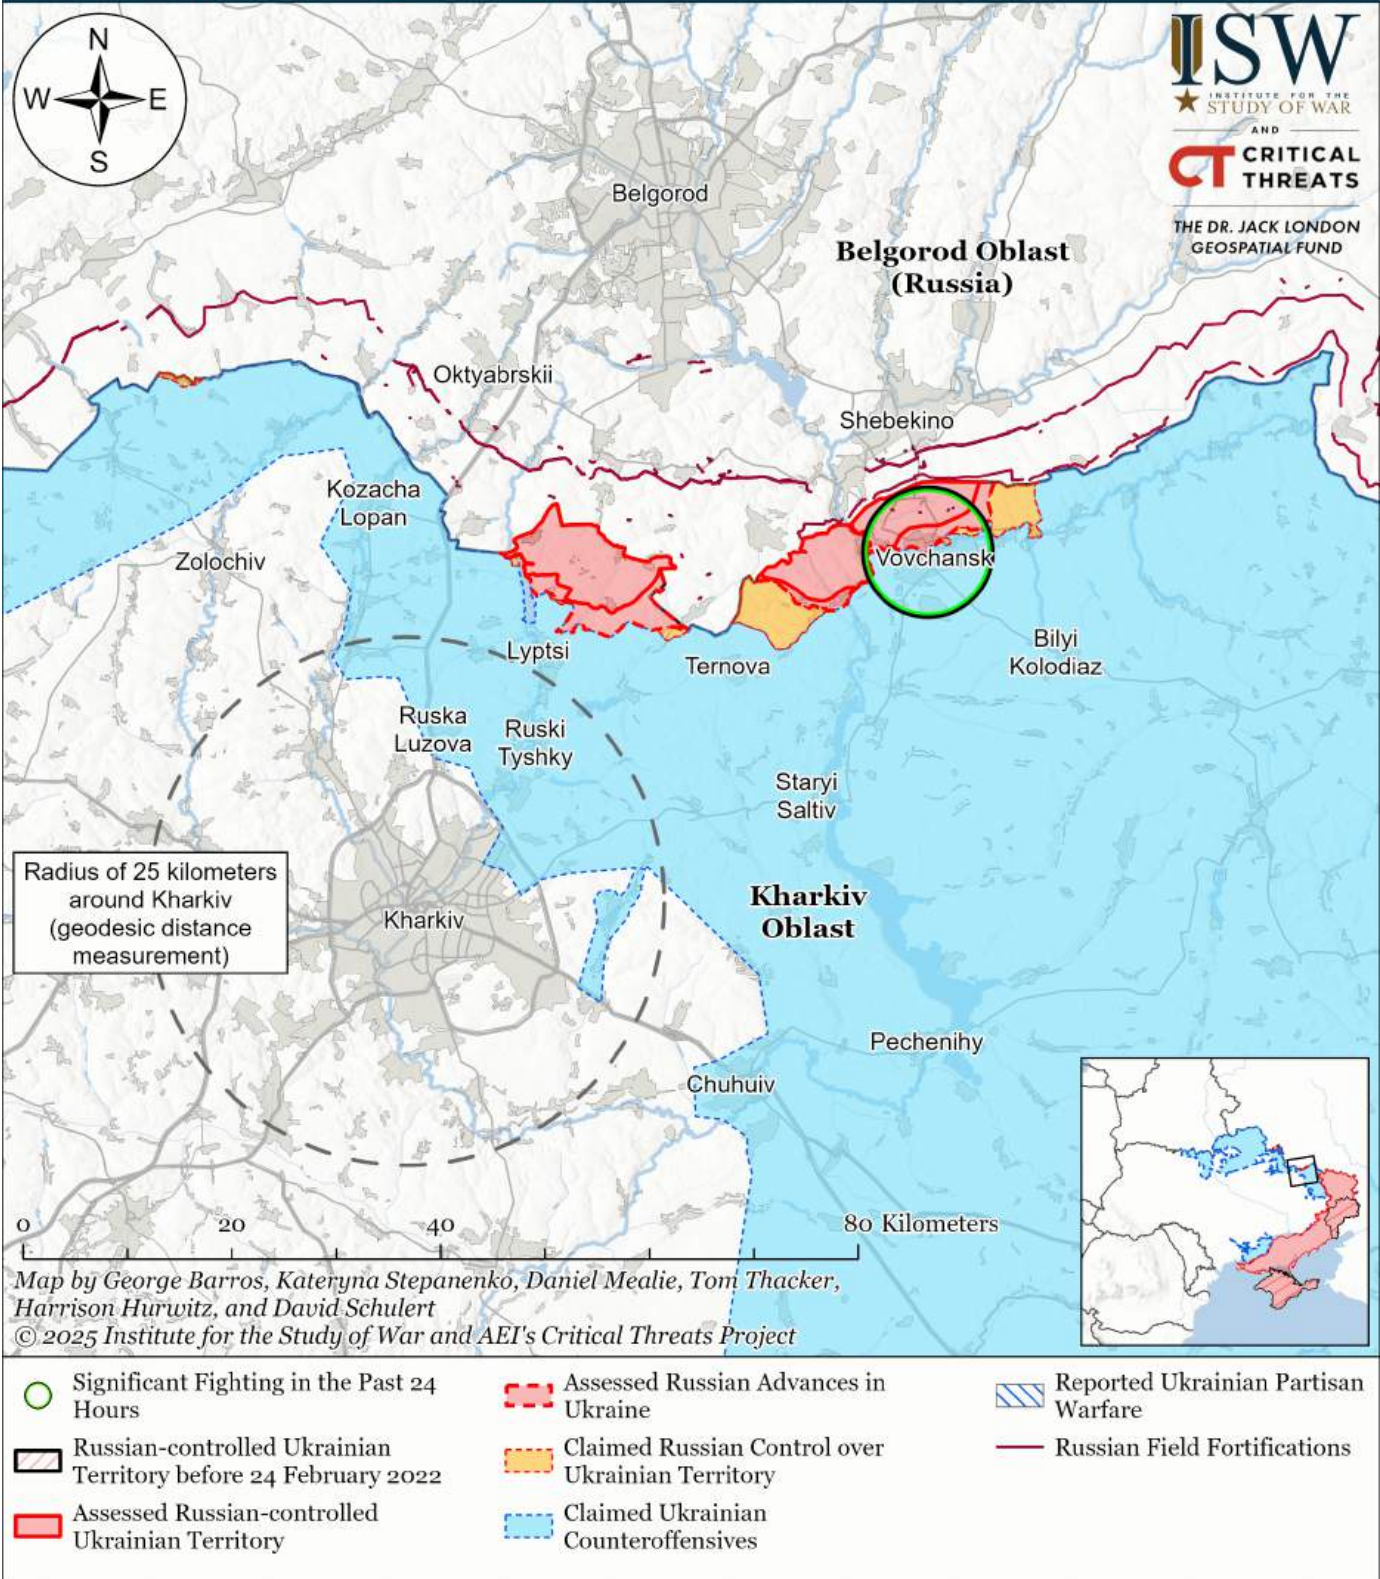 N
W
E
S
ISW
INSTITUTE FOR THE
STUDY OF WAR
AND
CT CRITICAL
THREATS
THE DR. JACK LONDON
GEOSPATIAL FUND
Belgorod
Belgorod Oblast
(Russia)
Oktyabrskii
Shebekino
Kozacha
Lopan
Zolochiv
Vovchansk
Lyptsi
Ternova
Bilyi
Kolodiaz
Ruska
Luzova
Ruski
Tyshky
Staryi
Saltiv
Radius of 25 kilometers
around Kharkiv
(geodesic distance
measurement)
Kharkiv
Kharkiv
Oblast
Pechenihy
Chuhuiv
0 20 40 80 Kilometers
Map by George Barros, Kateryna Stepanenko, Daniel Mealie, Tom Thacker,
Harrison Hurwitz, and David Schulert
© 2025 Institute for the Study of War and AEI's Critical Threats Project
Significant Fighting in the Past 24
Hours
Russian-controlled Ukrainian
Territory before 24 February 2022
Assessed Russian-controlled
Ukrainian Territory
Assessed Russian Advances in
Ukraine
Claimed Russian Control over
Ukrainian Territory
Claimed Ukrainian
Counteroffensives
Reported Ukrainian Partisan
Warfare
Russian Field Fortifications